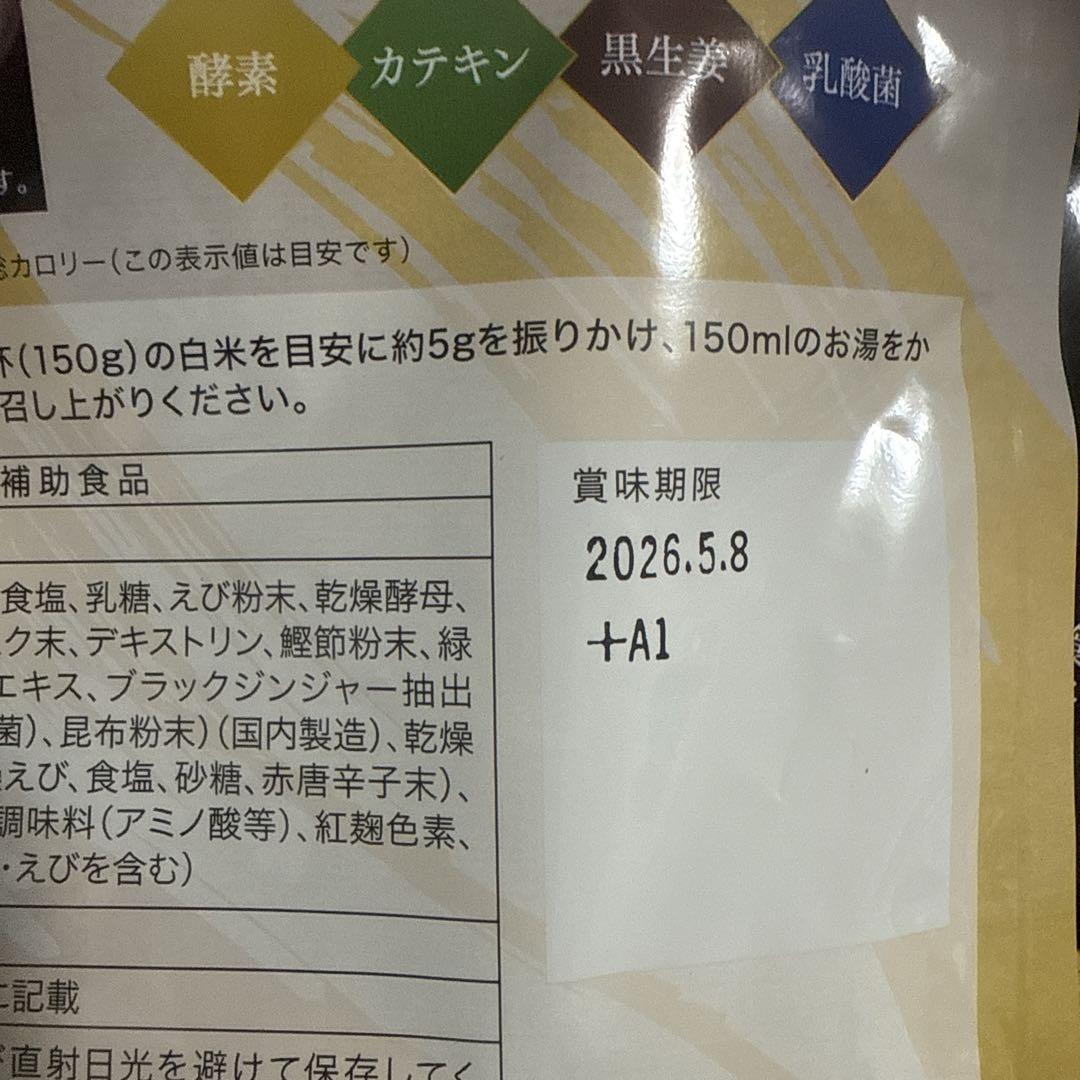 酵素
カテキン
黒生姜
乳酸菌
す。
総カロリー(この表示値は目安です)
杯(150g)の白米を目安に約5gを振りかけ、150mlのお湯をか
召し上がりください。
補助食品
賞味期限
2026.5.8
+A1
食塩、乳糖、えび粉末、乾燥酵母、
ク末、デキストリン、鰹節粉末、緑
エキス、ブラックジンジャー抽出
菌)、昆布粉末)(国内製造)、乾燥
えび、食塩、砂糖、赤唐辛子末)、
調味料(アミノ酸等)、紅麹色素、
・えびを含む)
に記載
直射日光を避けて保存してく